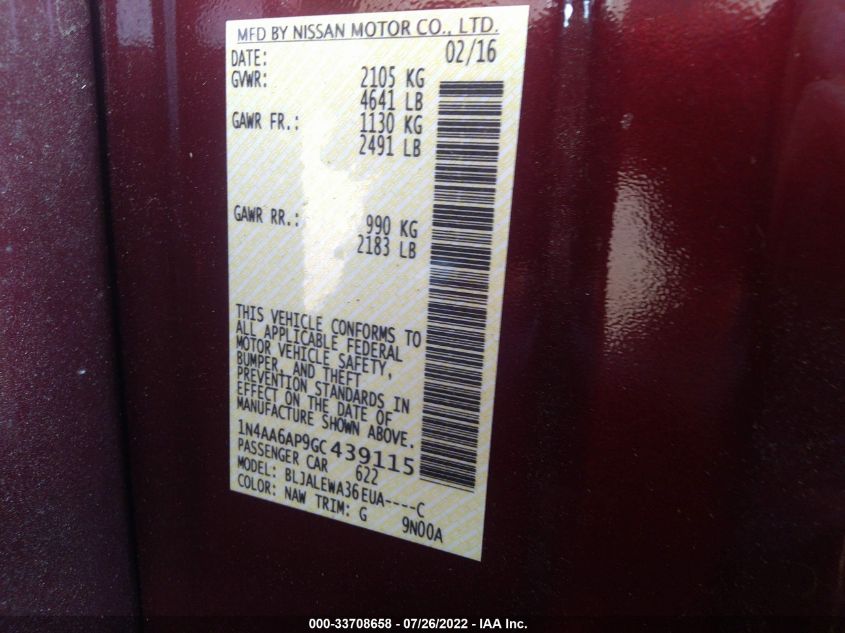 MFD BY NISSAN MOTOR CO., LTD.
DATE: 02/16
GVWR: 2105 KG
4641 LB
GAWR FR.: 1130 KG
2491 LB
GAWR RR.: 990 KG
2183 LB
THIS VEHICLE CONFORMS TO
ALL APPLICABLE FEDERAL
MOTOR VEHICLE SAFETY,
BUMPER, AND THEFT
PREVENTION STANDARDS IN
EFFECT ON THE DATE OF
MANUFACTURE SHOWN ABOVE.
1N4AA6AP9GC439115
PASSENGER CAR 622
MODEL: BLJALEWA36EUA----C
COLOR: NAW TRIM: G 9N00A
000-33708658 - 07/26/2022 - IAA Inc.